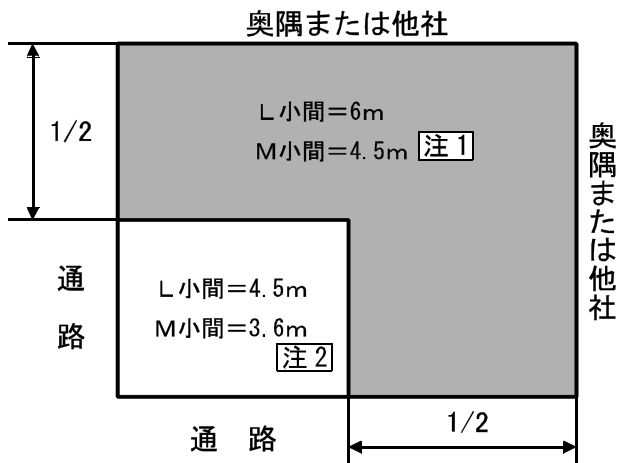 奥隅または他社
1/2
L小間＝6m
M小間＝4.5m 注1
奥隅または他社
通路
L小間＝4.5m
M小間＝3.6m
注2
通 路
1/2